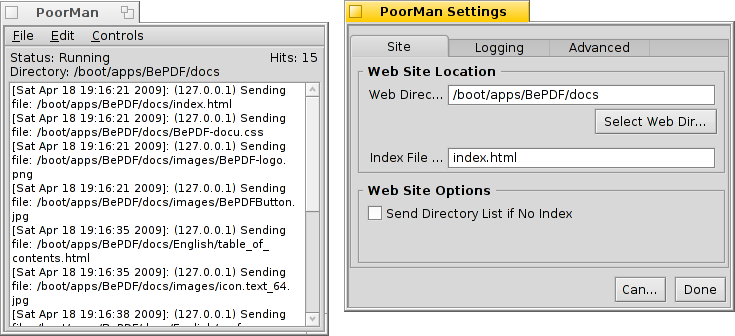 PoorMan
File Edit Controls
Status: Running Hits: 15
Directory: /boot/apps/BePDF/docs
[Sat Apr 18 19:16:21 2009]: (127.0.0.1) Sending
file: /boot/apps/BePDF/docs/index.html
[Sat Apr 18 19:16:21 2009]: (127.0.0.1) Sending
file: /boot/apps/BePDF/docs/BePDF-docu.css
[Sat Apr 18 19:16:21 2009]: (127.0.0.1) Sending
file: /boot/apps/BePDF/docs/images/BePDF-logo.
png
[Sat Apr 18 19:16:21 2009]: (127.0.0.1) Sending
file: /boot/apps/BePDF/docs/images/BePDFButton.
jpg
[Sat Apr 18 19:16:35 2009]: (127.0.0.1) Sending
file: /boot/apps/BePDF/docs/English/table_of_
contents.html
[Sat Apr 18 19:16:35 2009]: (127.0.0.1) Sending
file: /boot/apps/BePDF/docs/images/icon.text_64.
jpg
[Sat Apr 18 19:16:38 2009]: (127.0.0.1) Sending
PoorMan Settings
Site Logging Advanced
Web Site Location
Web Direc... /boot/apps/BePDF/docs
Select Web Dir...
Index File ... index.html
Web Site Options
Send Directory List if No Index
Can... Done